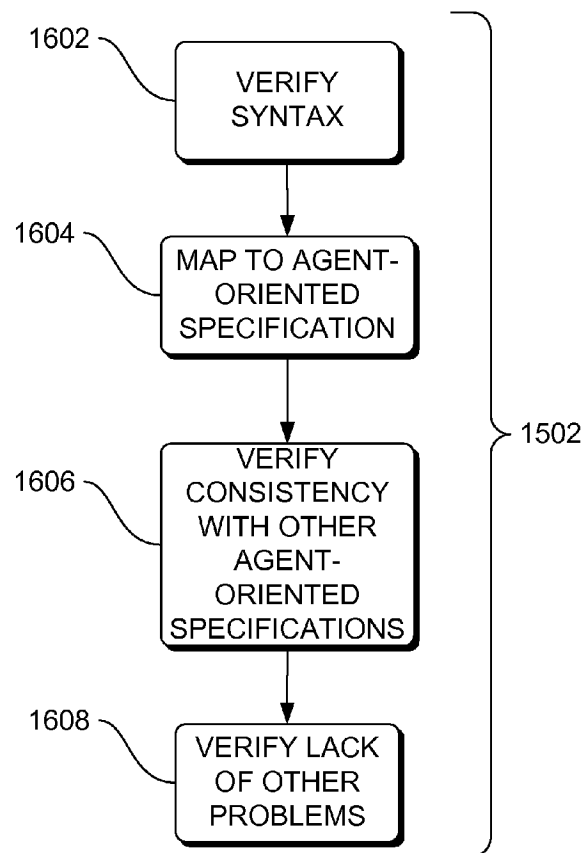 1602
VERIFY
SYNTAX
1604
MAP TO AGENT-
ORIENTED
SPECIFICATION
1502
1606
VERIFY
CONSISTENCY
WITH OTHER
AGENT-
ORIENTED
SPECIFICATIONS
1608
VERIFY LACK
OF OTHER
PROBLEMS